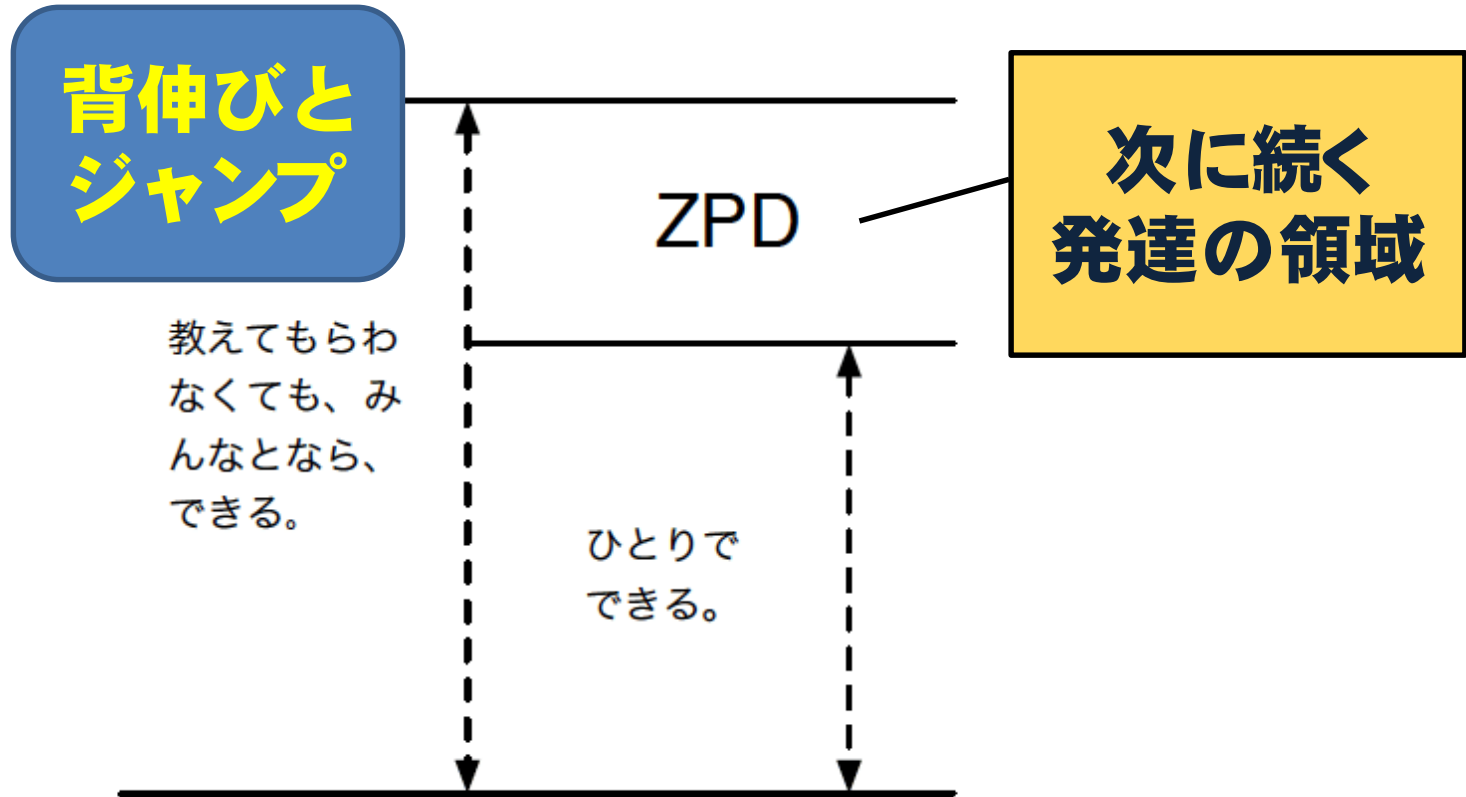 背伸びと
ジャンプ
ZPD
次に続く
発達の領域
教えてもらわ
なくても、み
んなとなら、
できる。
ひとりで
できる。